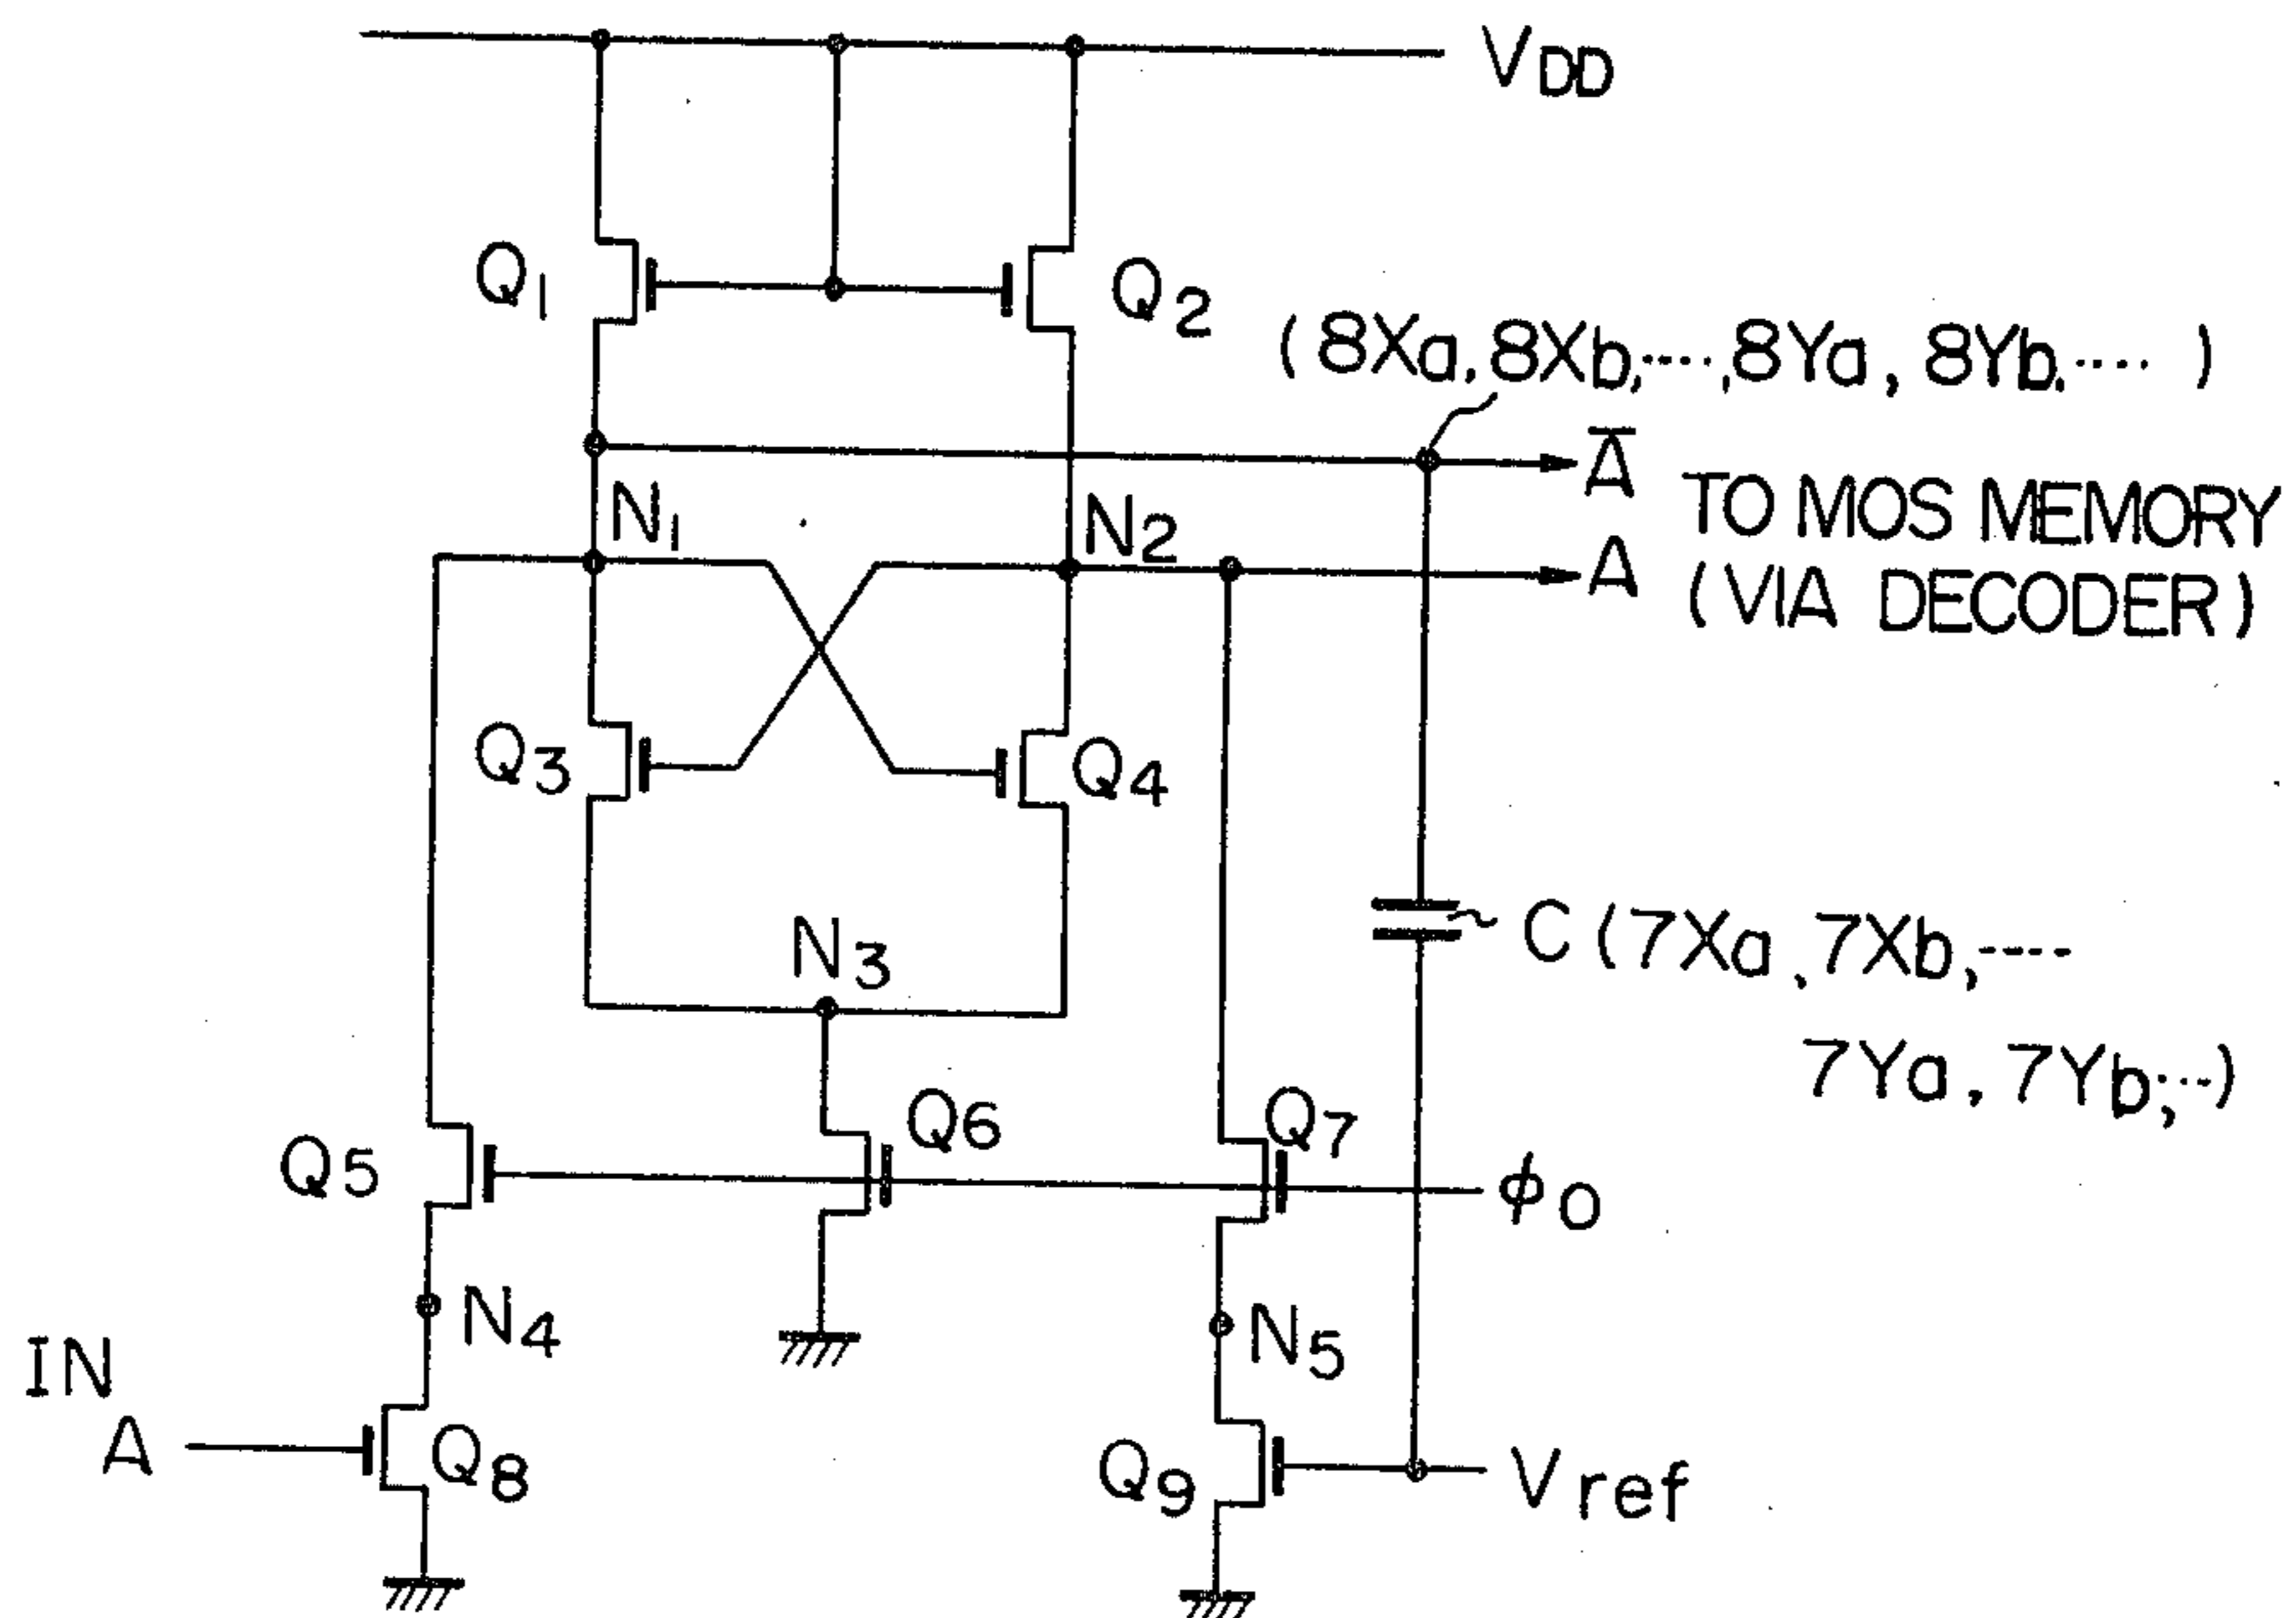 VDD
Q1
Q2
(8Xa, 8Xb, ...., 8Ya, 8Yb, ....)
A̅
TO MOS MEMORY
N1
N2
A
(VIA DECODER)
Q3
Q4
N3
C (7Xa, 7Xb, ----
7Ya, 7Yb, ...)
Q5
Q6
Q7
φ0
N4
N5
IN
A
Q8
Q9
Vref